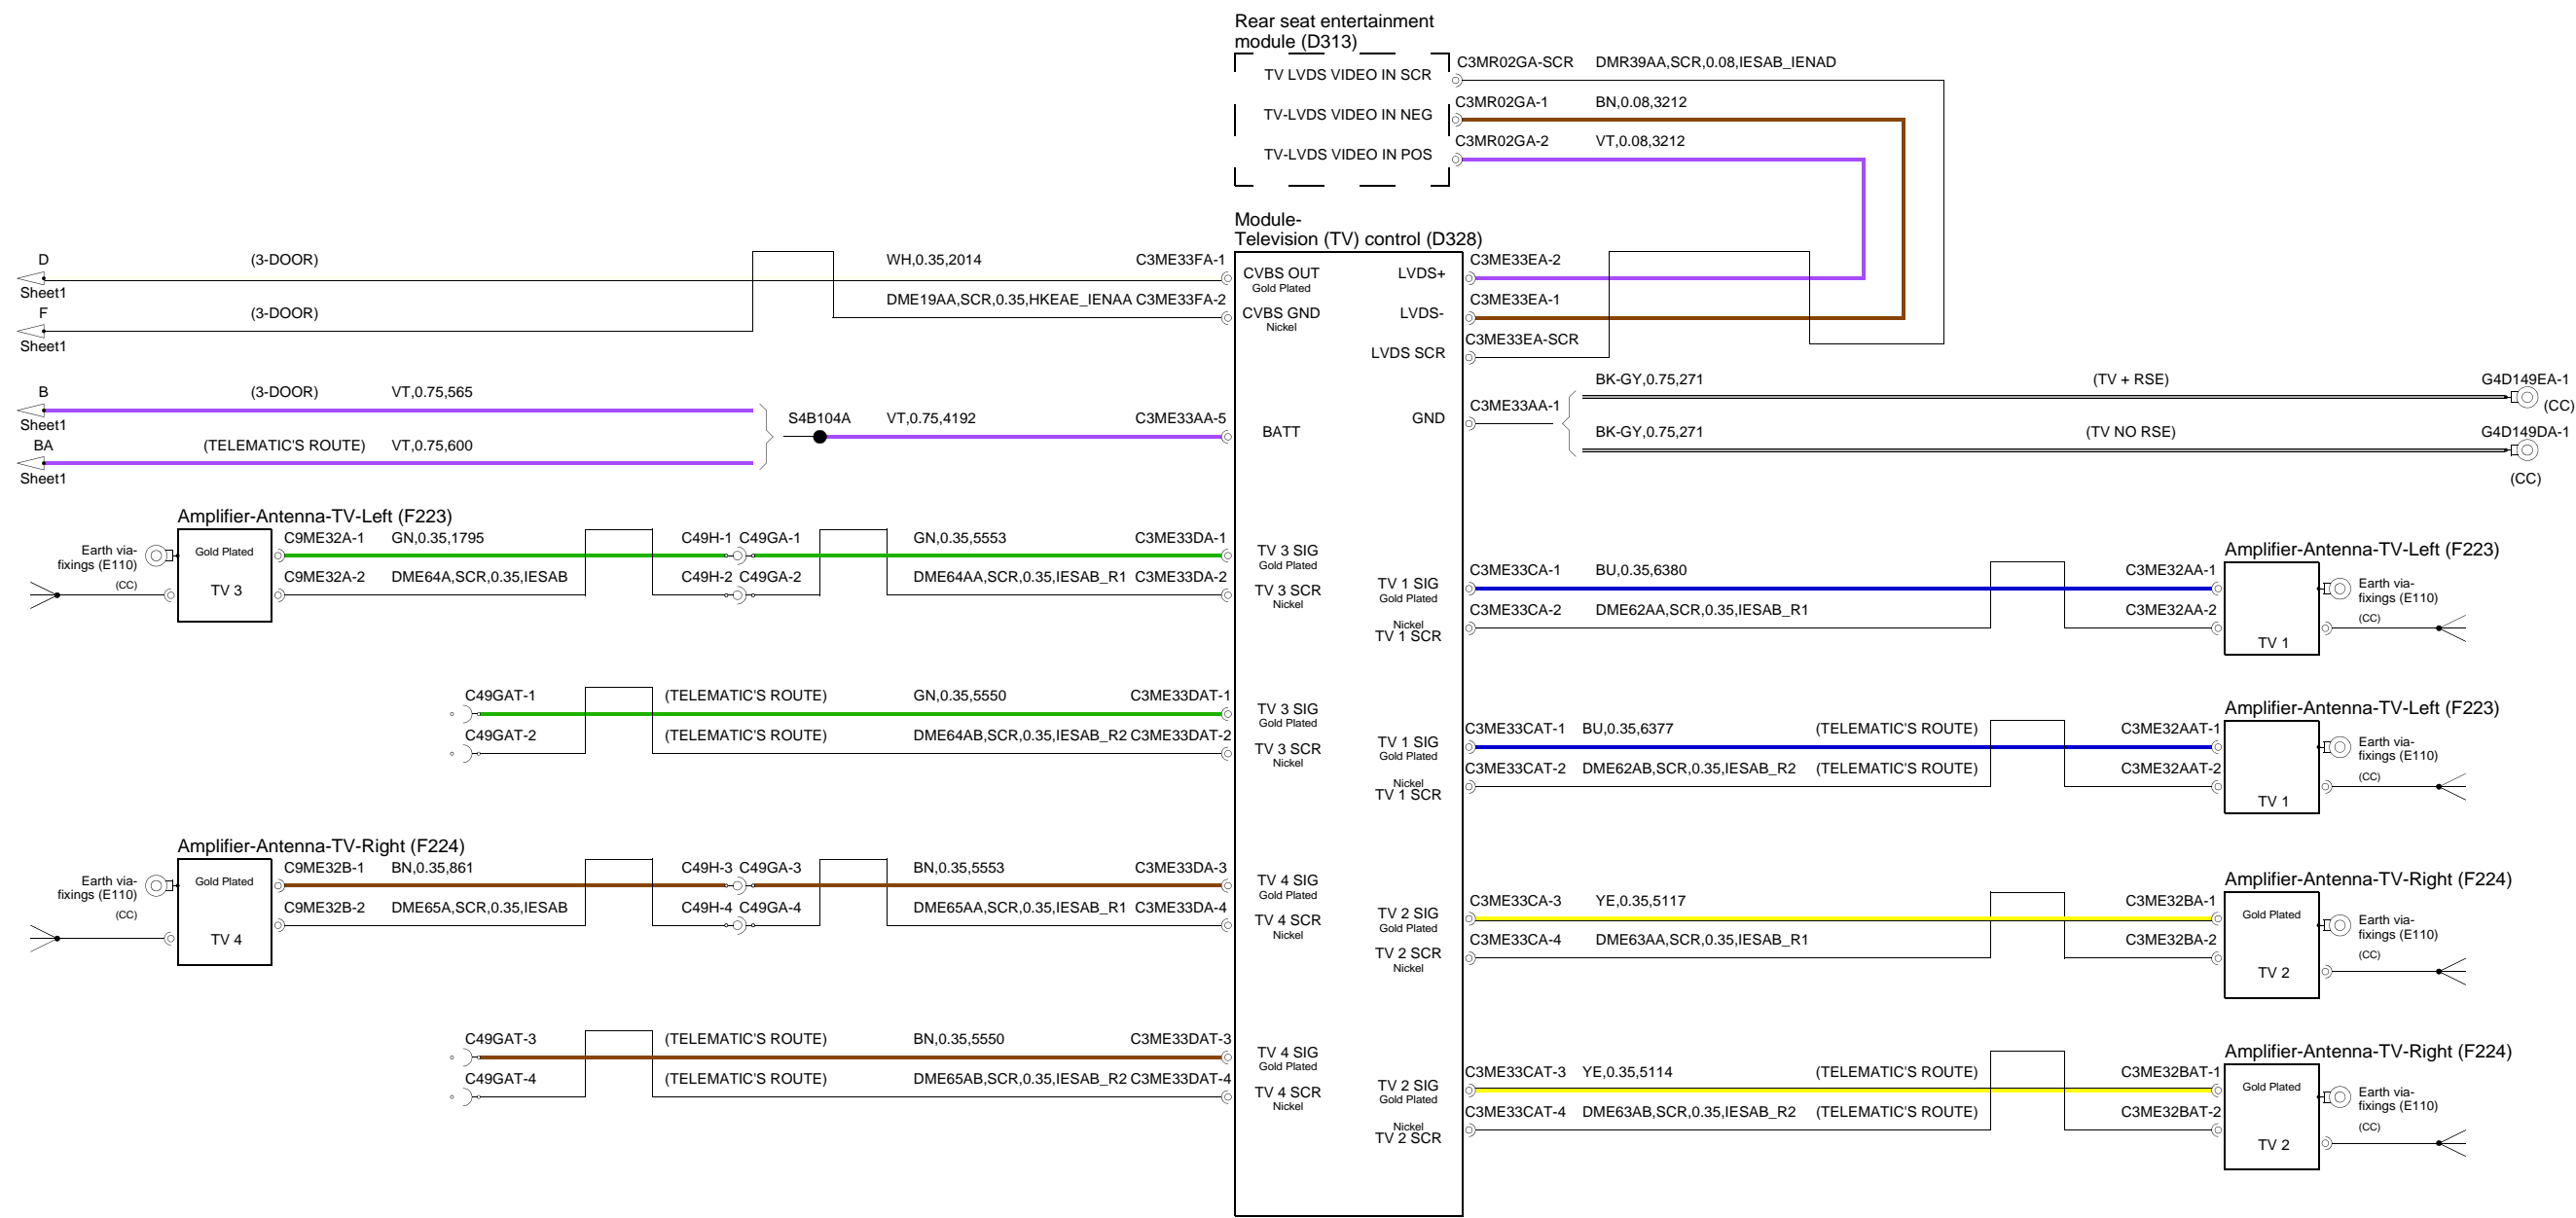 Rear seat entertainment
module (D313)
TV LVDS VIDEO IN SCR
C3MR02GA-SCR DMR39AA,SCR,0.08,IESAB_IENAD
TV-LVDS VIDEO IN NEG
C3MR02GA-1 BN,0.08,3212
TV-LVDS VIDEO IN POS
C3MR02GA-2 VT,0.08,3212
Module-
Television (TV) control (D328)
D (3-DOOR) WH,0.35,2014 C3ME33FA-1
Sheet1
CVBS OUT
Gold Plated
F (3-DOOR)
Sheet1
DME19AA,SCR,0.35,HKEAE_IENAA C3ME33FA-2
CVBS GND
Nickel
LVDS+ C3ME33EA-2
LVDS- C3ME33EA-1
LVDS SCR C3ME33EA-SCR
B (3-DOOR) VT,0.75,565
Sheet1
BA (TELEMATIC'S ROUTE) VT,0.75,600
Sheet1
S4B104A VT,0.75,4192 C3ME33AA-5
BATT
GND C3ME33AA-1
BK-GY,0.75,271 (TV + RSE) G4D149EA-1
(CC)
BK-GY,0.75,271 (TV NO RSE) G4D149DA-1
(CC)
Amplifier-Antenna-TV-Left (F223)
Earth via-
fixings (E110)
(CC)
Gold Plated
TV 3
C9ME32A-1 GN,0.35,1795 C49H-1 C49GA-1 GN,0.35,5553 C3ME33DA-1
C9ME32A-2 DME64A,SCR,0.35,IESAB C49H-2 C49GA-2 DME64AA,SCR,0.35,IESAB_R1 C3ME33DA-2
TV 3 SIG
Gold Plated
TV 3 SCR
Nickel
TV 1 SIG
Gold Plated
Nickel
TV 1 SCR
C3ME33CA-1 BU,0.35,6380 C3ME32AA-1
C3ME33CA-2 DME62AA,SCR,0.35,IESAB_R1 C3ME32AA-2
Amplifier-Antenna-TV-Left (F223)
TV 1
Earth via-
fixings (E110)
(CC)
C49GAT-1 (TELEMATIC'S ROUTE) GN,0.35,5550 C3ME33DAT-1
C49GAT-2 (TELEMATIC'S ROUTE) DME64AB,SCR,0.35,IESAB_R2 C3ME33DAT-2
TV 3 SIG
Gold Plated
TV 3 SCR
Nickel
TV 1 SIG
Gold Plated
Nickel
TV 1 SCR
C3ME33CAT-1 BU,0.35,6377 (TELEMATIC'S ROUTE) C3ME32AAT-1
C3ME33CAT-2 DME62AB,SCR,0.35,IESAB_R2 (TELEMATIC'S ROUTE) C3ME32AAT-2
Amplifier-Antenna-TV-Left (F223)
TV 1
Earth via-
fixings (E110)
(CC)
Amplifier-Antenna-TV-Right (F224)
Earth via-
fixings (E110)
(CC)
Gold Plated
TV 4
C9ME32B-1 BN,0.35,861 C49H-3 C49GA-3 BN,0.35,5553 C3ME33DA-3
C9ME32B-2 DME65A,SCR,0.35,IESAB C49H-4 C49GA-4 DME65AA,SCR,0.35,IESAB_R1 C3ME33DA-4
TV 4 SIG
Gold Plated
TV 4 SCR
Nickel
TV 2 SIG
Gold Plated
TV 2 SCR
Nickel
C3ME33CA-3 YE,0.35,5117 C3ME32BA-1
C3ME33CA-4 DME63AA,SCR,0.35,IESAB_R1 C3ME32BA-2
Amplifier-Antenna-TV-Right (F224)
Gold Plated
TV 2
Earth via-
fixings (E110)
(CC)
C49GAT-3 (TELEMATIC'S ROUTE) BN,0.35,5550 C3ME33DAT-3
C49GAT-4 (TELEMATIC'S ROUTE) DME65AB,SCR,0.35,IESAB_R2 C3ME33DAT-4
TV 4 SIG
Gold Plated
TV 4 SCR
Nickel
TV 2 SIG
Gold Plated
Nickel
TV 2 SCR
C3ME33CAT-3 YE,0.35,5114 (TELEMATIC'S ROUTE) C3ME32BAT-1
C3ME33CAT-4 DME63AB,SCR,0.35,IESAB_R2 (TELEMATIC'S ROUTE) C3ME32BAT-2
Amplifier-Antenna-TV-Right (F224)
Gold Plated
TV 2
Earth via-
fixings (E110)
(CC)